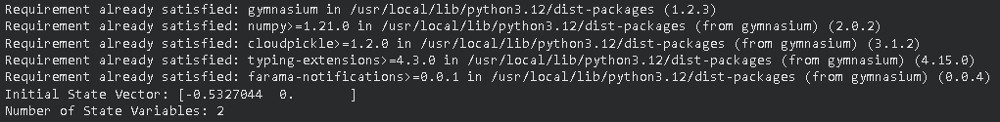 Requirement already satisfied: gymnasium in /usr/local/lib/python3.12/dist-packages (1.2.3)
Requirement already satisfied: numpy>=1.21.0 in /usr/local/lib/python3.12/dist-packages (from gymnasium) (2.0.2)
Requirement already satisfied: cloudpickle>=1.2.0 in /usr/local/lib/python3.12/dist-packages (from gymnasium) (3.1.2)
Requirement already satisfied: typing-extensions>=4.3.0 in /usr/local/lib/python3.12/dist-packages (from gymnasium) (4.15.0)
Requirement already satisfied: farama-notifications>=0.0.1 in /usr/local/lib/python3.12/dist-packages (from gymnasium) (0.0.4)
Initial State Vector: [-0.5327044  0.       ]
Number of State Variables: 2